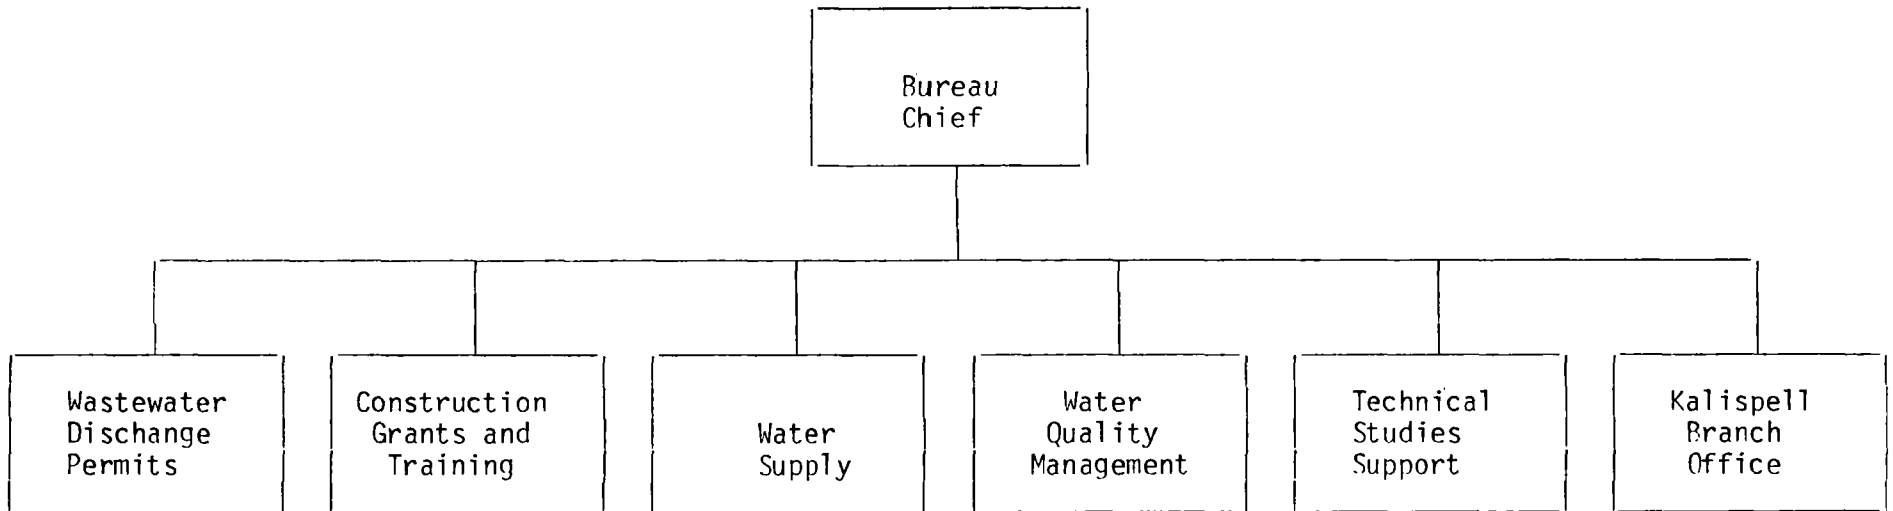 Bureau
Chief
Wastewater
Dischange
Permits
Construction
Grants and
Training
Water
Supply
Water
Quality
Management
Technical
Studies
Support
Kalispell
Branch
Office